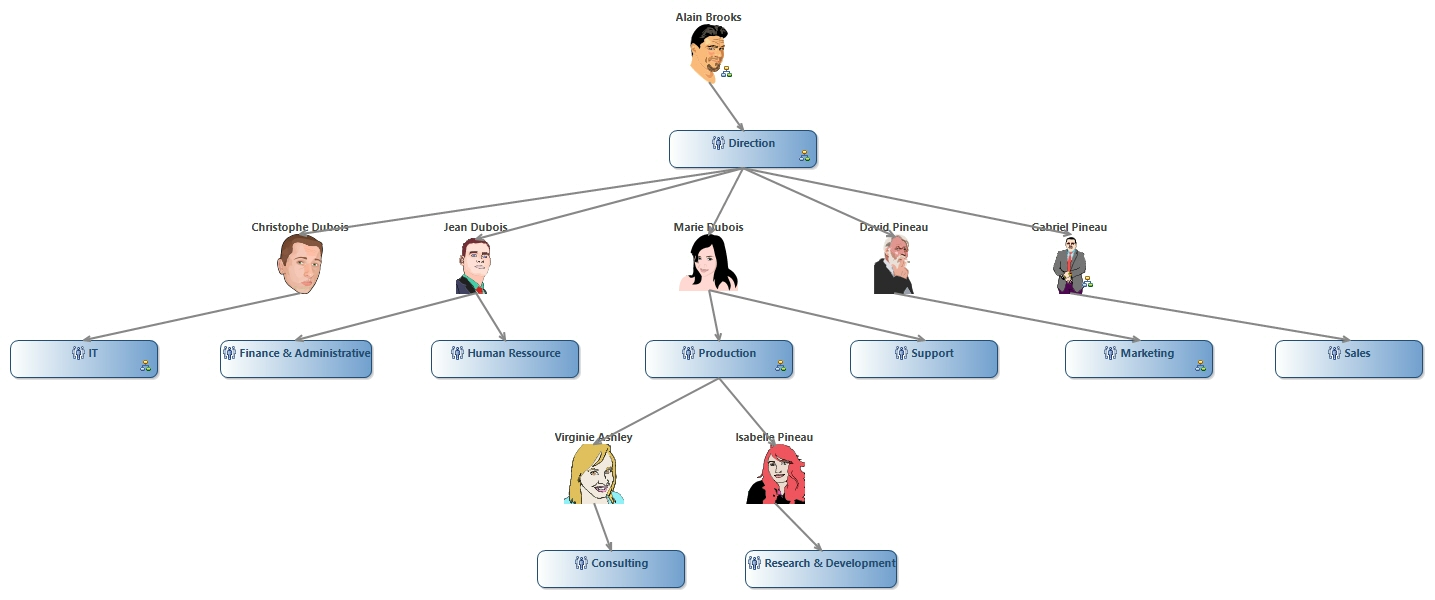 Alain Brooks
Direction
Christophe Dubois
Jean Dubois
Marie Dubois
David Pineau
Gabriel Pineau
IT
Finance & Administrative
Human Ressource
Production
Support
Marketing
Sales
Virginie Ashley
Isabelle Pineau
Consulting
Research & Development